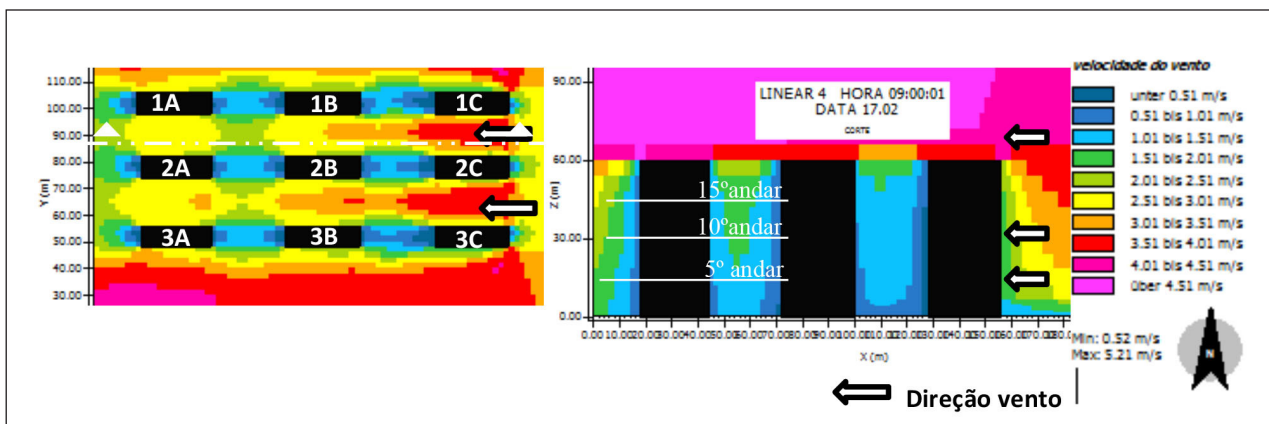 110.00
100.00
90.00
80.00
70.00
60.00
50.00
40.00
30.00
Y (m)
1A 1B 1C
2A 2B 2C
3A 3B 3C
90.00
60.00
30.00
0.00
Z (m)
LINEAR 4 HORA 09:00:01
DATA 17.02
CORTE
15ºandar
10ºandar
5º andar
X (m)
velocidade do vento
unter 0.51 m/s
0.51 bis 1.01 m/s
1.01 bis 1.51 m/s
1.51 bis 2.01 m/s
2.01 bis 2.51 m/s
2.51 bis 3.01 m/s
3.01 bis 3.51 m/s
3.51 bis 4.01 m/s
4.01 bis 4.51 m/s
über 4.51 m/s
Min: 0.52 m/s
Max: 5.21 m/s
N
Direção vento